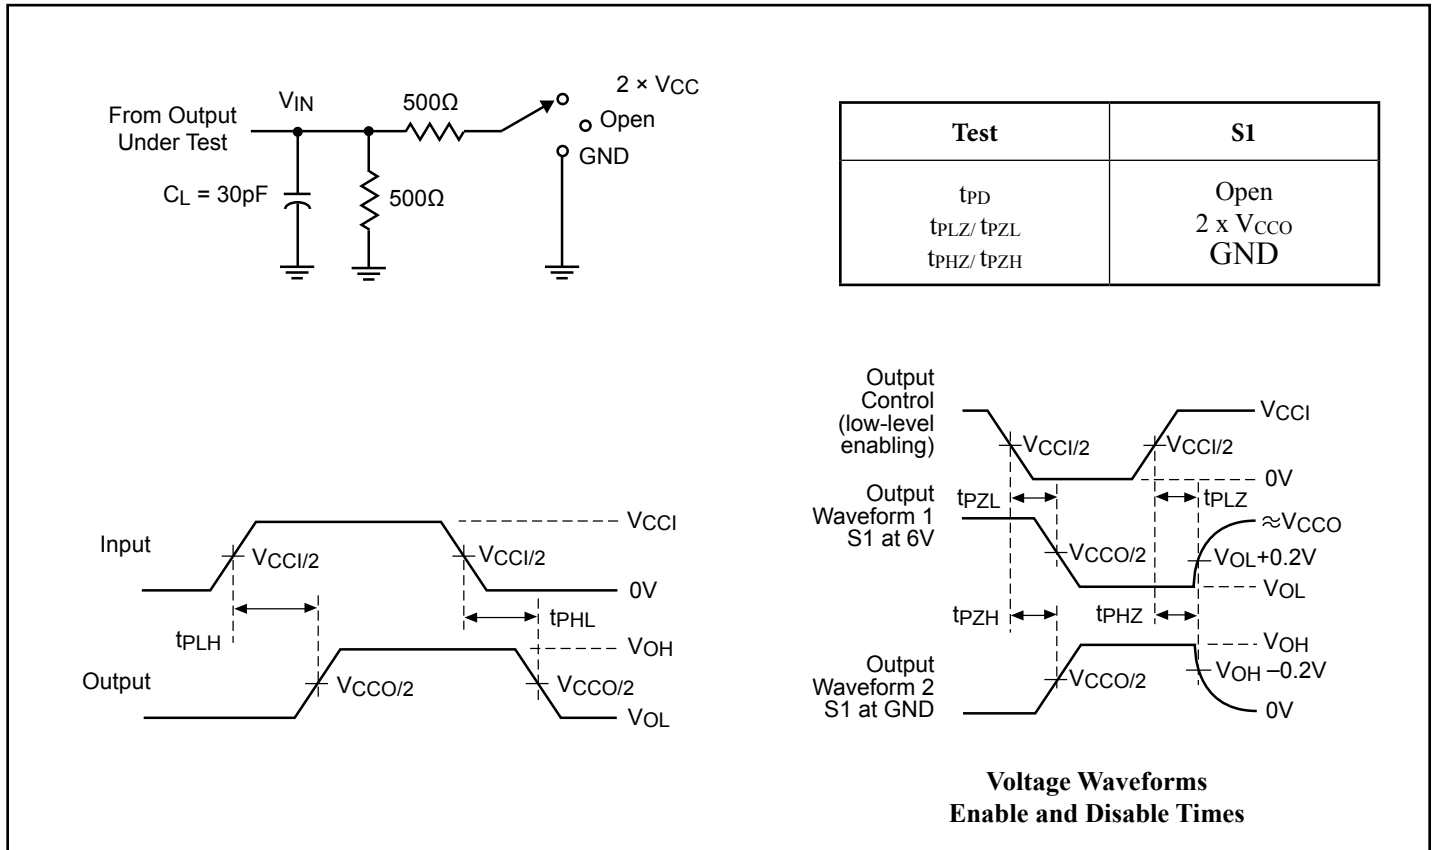 2 × VCC
VIN
500Ω
From Output
Under Test
Open
GND
CL = 30pF
500Ω
Test S1
tPD Open
tPLZ/ tPZL 2 x VCCO
tPHZ/ tPZH GND
Output
Control
(low-level
enabling)
VCCI
VCCI/2
VCCI/2
0V
tPZL
tPLZ
Output
Waveform 1
S1 at 6V
≈VCCO
VCCO/2
VOL+0.2V
VOL
tPZH
tPHZ
VOH
Output
Waveform 2
S1 at GND
VCCO/2
VOH –0.2V
0V
Voltage Waveforms
Enable and Disable Times
Input
VCCI
VCCI/2
VCCI/2
0V
tPLH
tPHL
VOH
Output
VCCO/2
VCCO/2
VOL